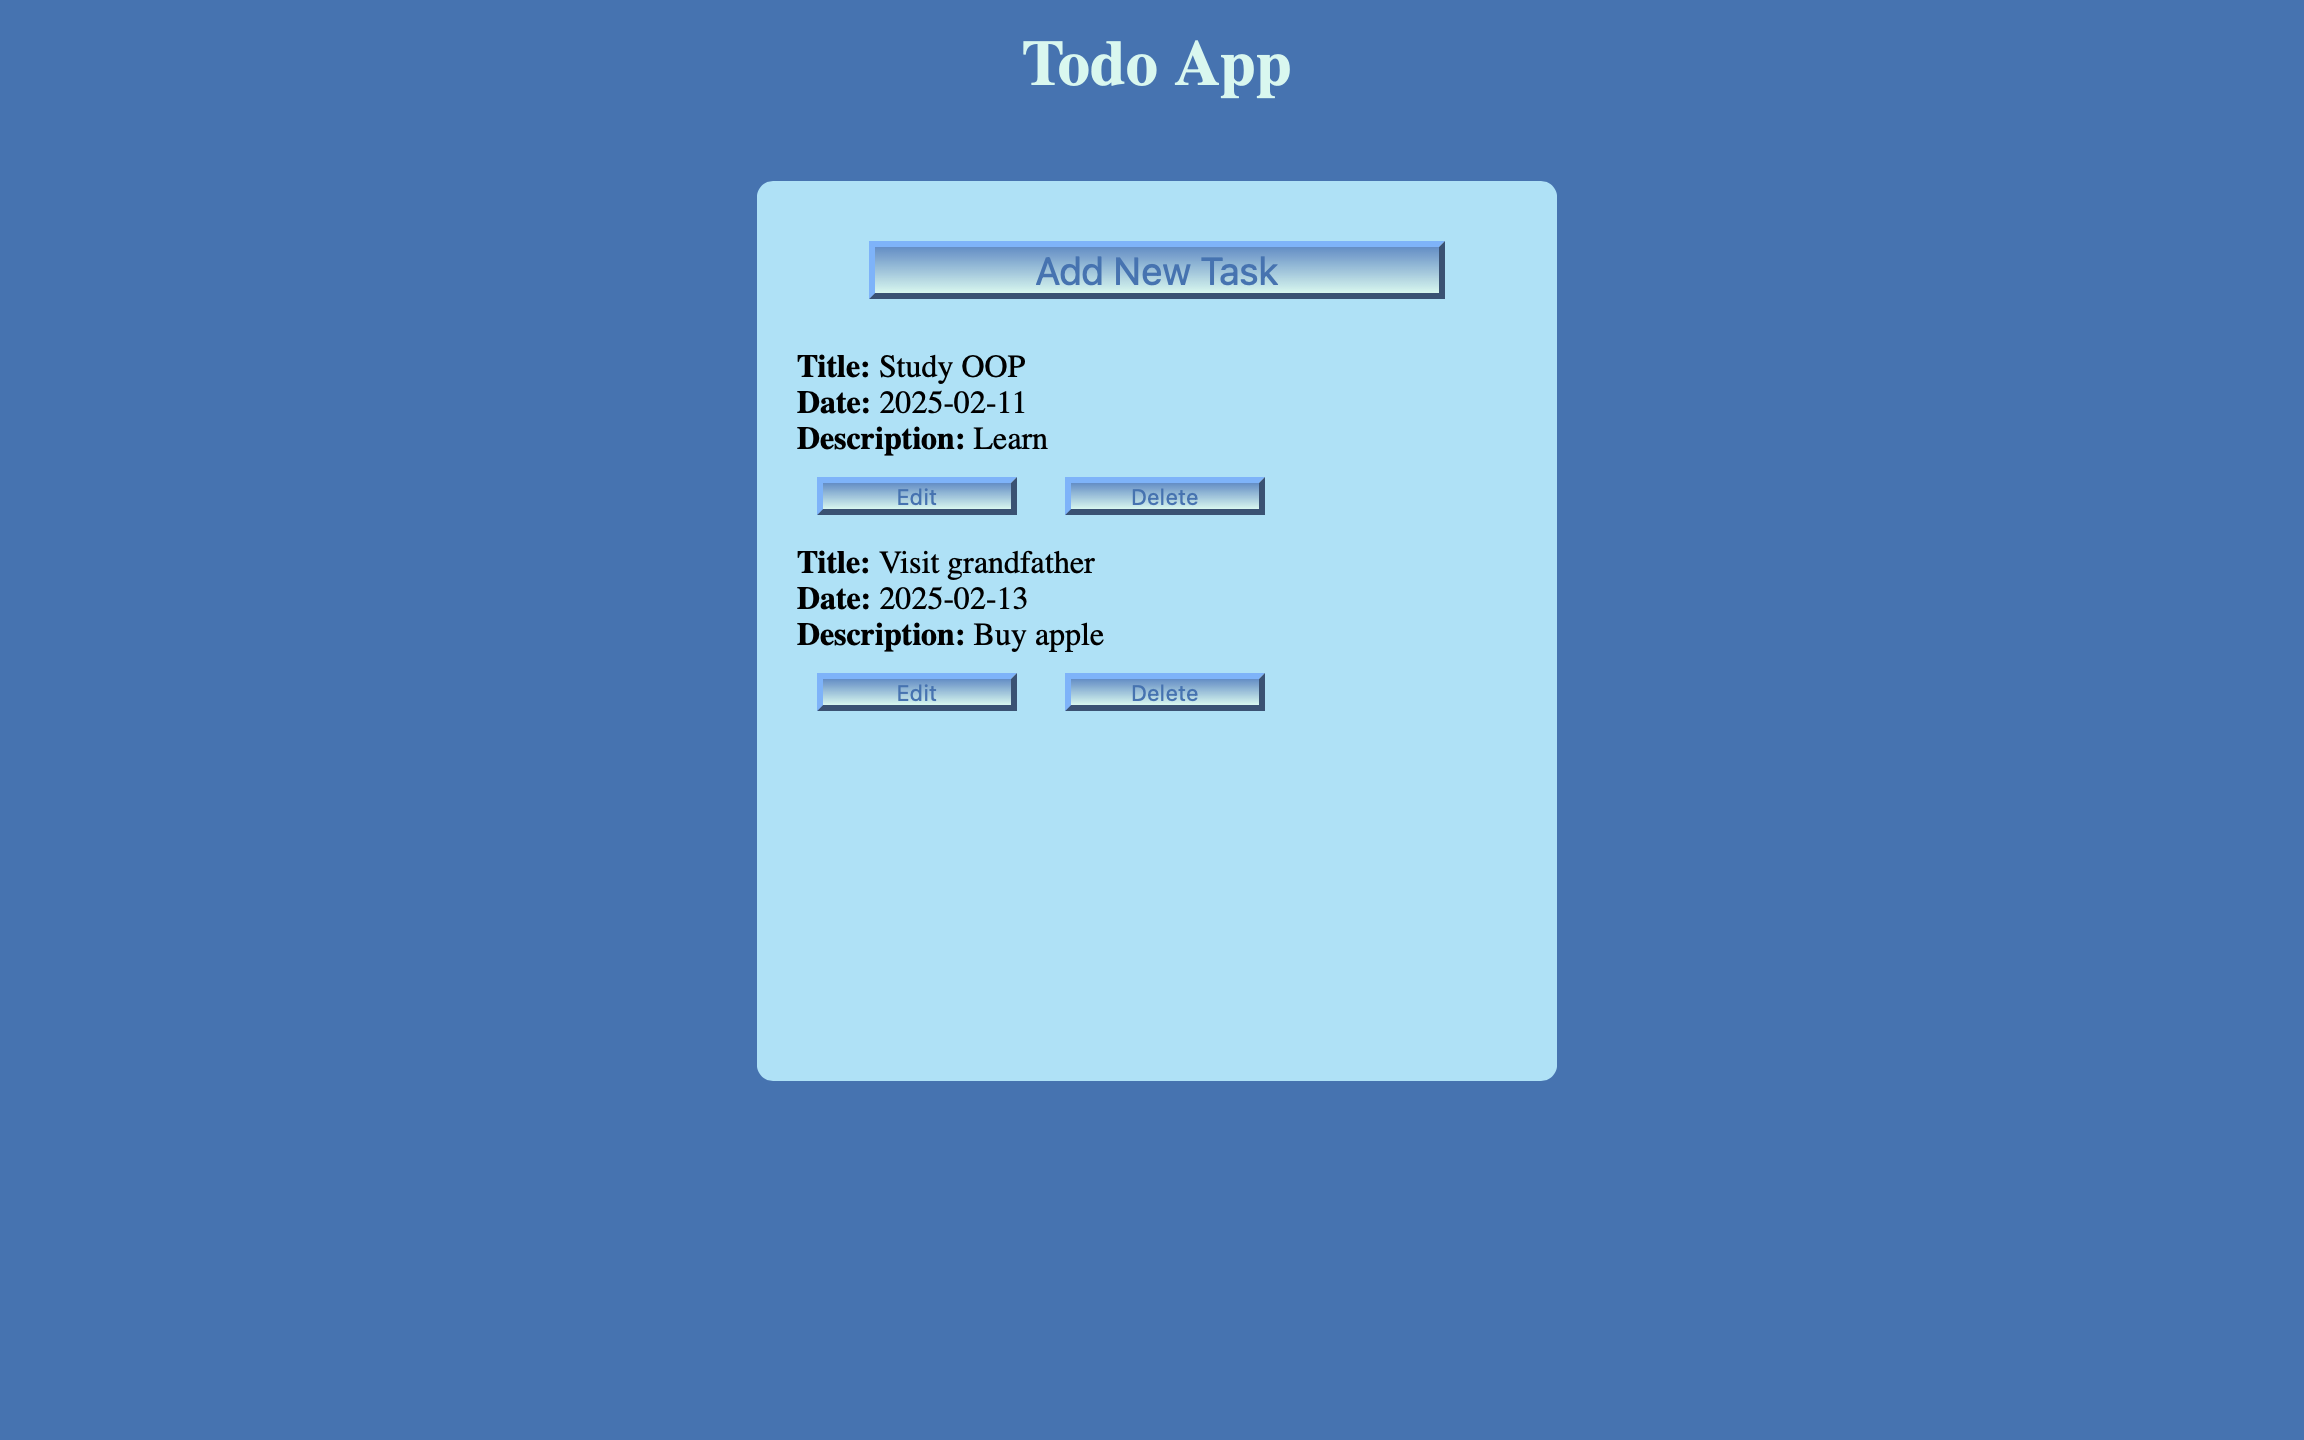 Todo App
Add New Task
Title: Study OOP
Date: 2025-02-11
Description: Learn
Edit Delete
Title: Visit grandfather
Date: 2025-02-13
Description: Buy apple
Edit Delete